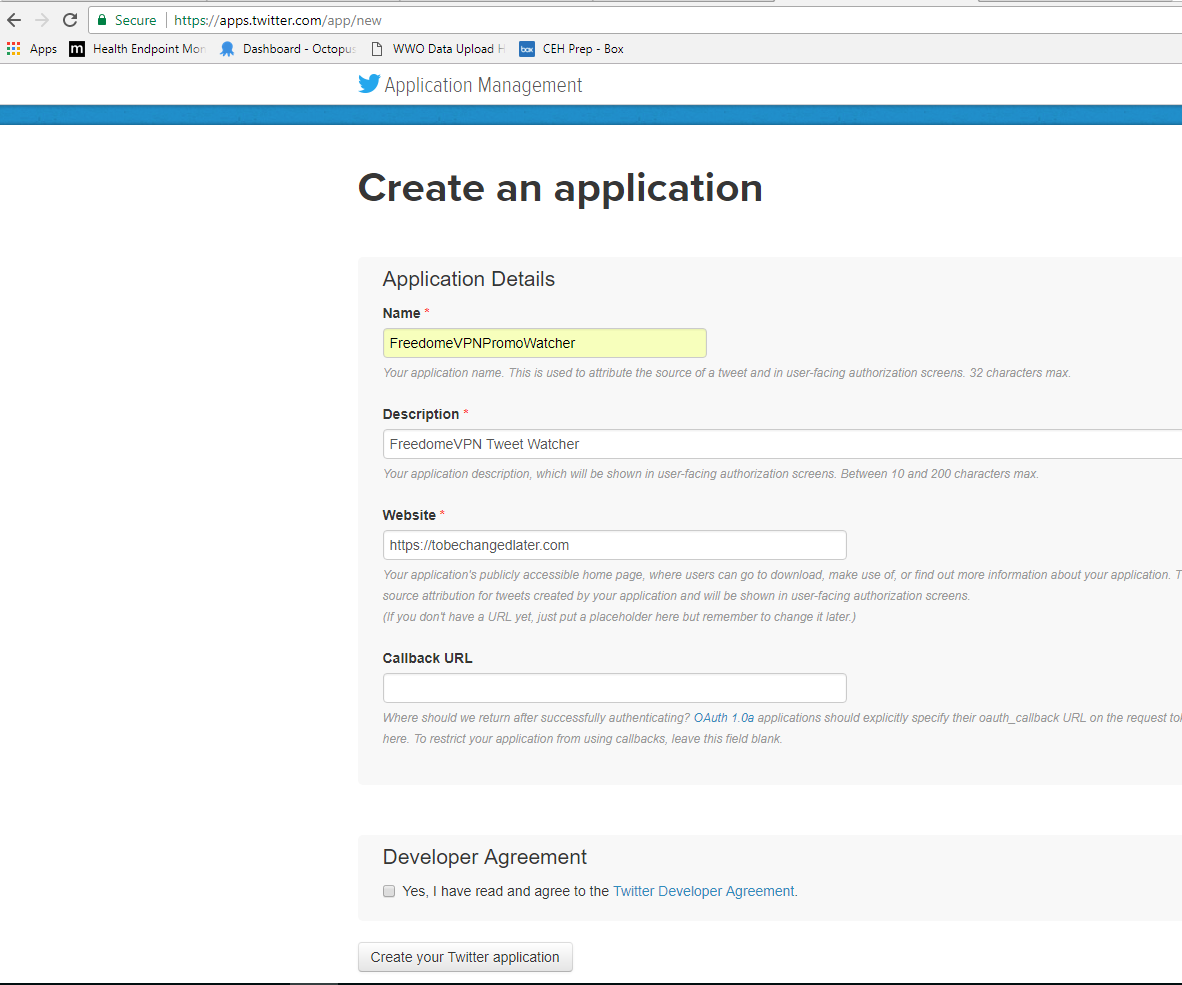 Secure https://apps.twitter.com/app/new
Apps m Health Endpoint Mon Dashboard - Octopus WWO Data Upload H box CEH Prep - Box
Application Management
Create an application
Application Details
Name *
FreedomeVPNPromoWatcher
Your application name. This is used to attribute the source of a tweet and in user-facing authorization screens. 32 characters max.
Description *
FreedomeVPN Tweet Watcher
Your application description, which will be shown in user-facing authorization screens. Between 10 and 200 characters max.
Website *
https://tobechangedlater.com
Your application's publicly accessible home page, where users can go to download, make use of, or find out more information about your application. T
source attribution for tweets created by your application and will be shown in user-facing authorization screens.
(If you don't have a URL yet, just put a placeholder here but remember to change it later.)
Callback URL
Where should we return after successfully authenticating? OAuth 1.0a applications should explicitly specify their oauth_callback URL on the request to
here. To restrict your application from using callbacks, leave this field blank.
Developer Agreement
Yes, I have read and agree to the Twitter Developer Agreement.
Create your Twitter application